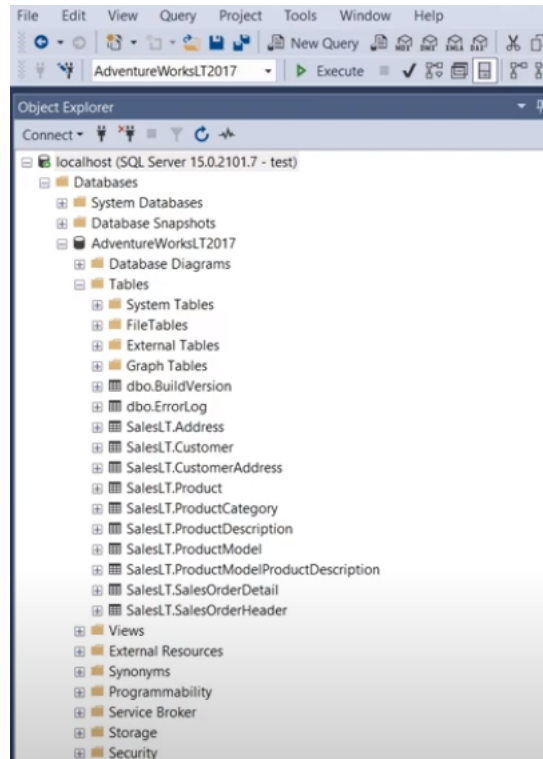 File Edit View Query Project Tools Window Help
New Query
AdventureWorksLT2017 Execute
Object Explorer
Connect
localhost (SQL Server 15.0.2101.7 - test)
Databases
System Databases
Database Snapshots
AdventureWorksLT2017
Database Diagrams
Tables
System Tables
FileTables
External Tables
Graph Tables
dbo.BuildVersion
dbo.ErrorLog
SalesLT.Address
SalesLT.Customer
SalesLT.CustomerAddress
SalesLT.Product
SalesLT.ProductCategory
SalesLT.ProductDescription
SalesLT.ProductModel
SalesLT.ProductModelProductDescription
SalesLT.SalesOrderDetail
SalesLT.SalesOrderHeader
Views
External Resources
Synonyms
Programmability
Service Broker
Storage
Security